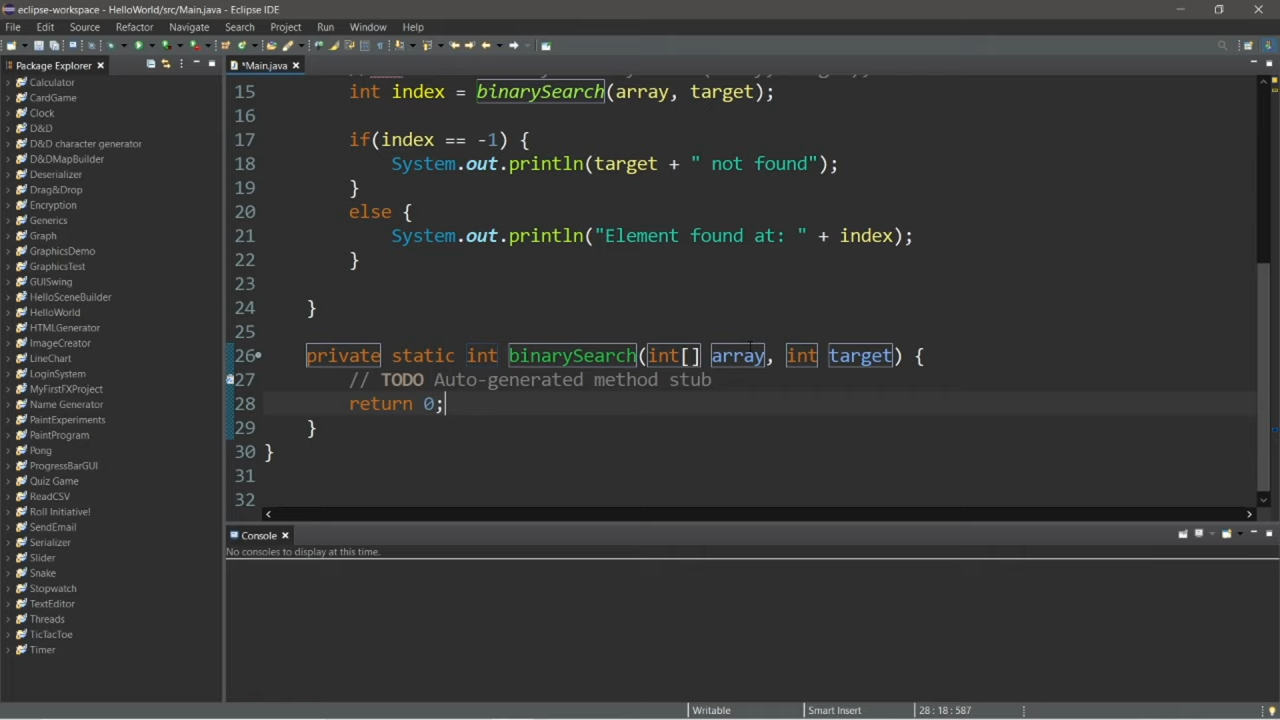 eclipse-workspace - HelloWorld/src/Main.java - Eclipse IDE
File Edit Source Refactor Navigate Search Project Run Window Help
Package Explorer
Calculator
CardGame
Clock
D&D
D&D character generator
D&DMapBuilder
Deserializer
Drag&Drop
Encryption
Generics
Graph
GraphicsDemo
GraphicsTest
GUISwing
HelloSceneBuilder
HelloWorld
HTMLGenerator
ImageCreator
LineChart
LoginSystem
MyFirstFXProject
Name Generator
PaintExperiments
PaintProgram
Pong
ProgressBarGUI
Quiz Game
ReadCSV
Roll Initiative!
SendEmail
Serializer
Slider
Snake
Stopwatch
TextEditor
Threads
TicTacToe
Timer
*Main.java
15 int index = binarySearch(array, target);
16
17 if(index == -1) {
18 System.out.println(target + " not found");
19 }
20 else {
21 System.out.println("Element found at: " + index);
22 }
23
24 }
25
26 private static int binarySearch(int[] array, int target) {
27 // TODO Auto-generated method stub
28 return 0;
29 }
30 }
31
32
Console
No consoles to display at this time.
Writable Smart Insert 28 : 18 : 587